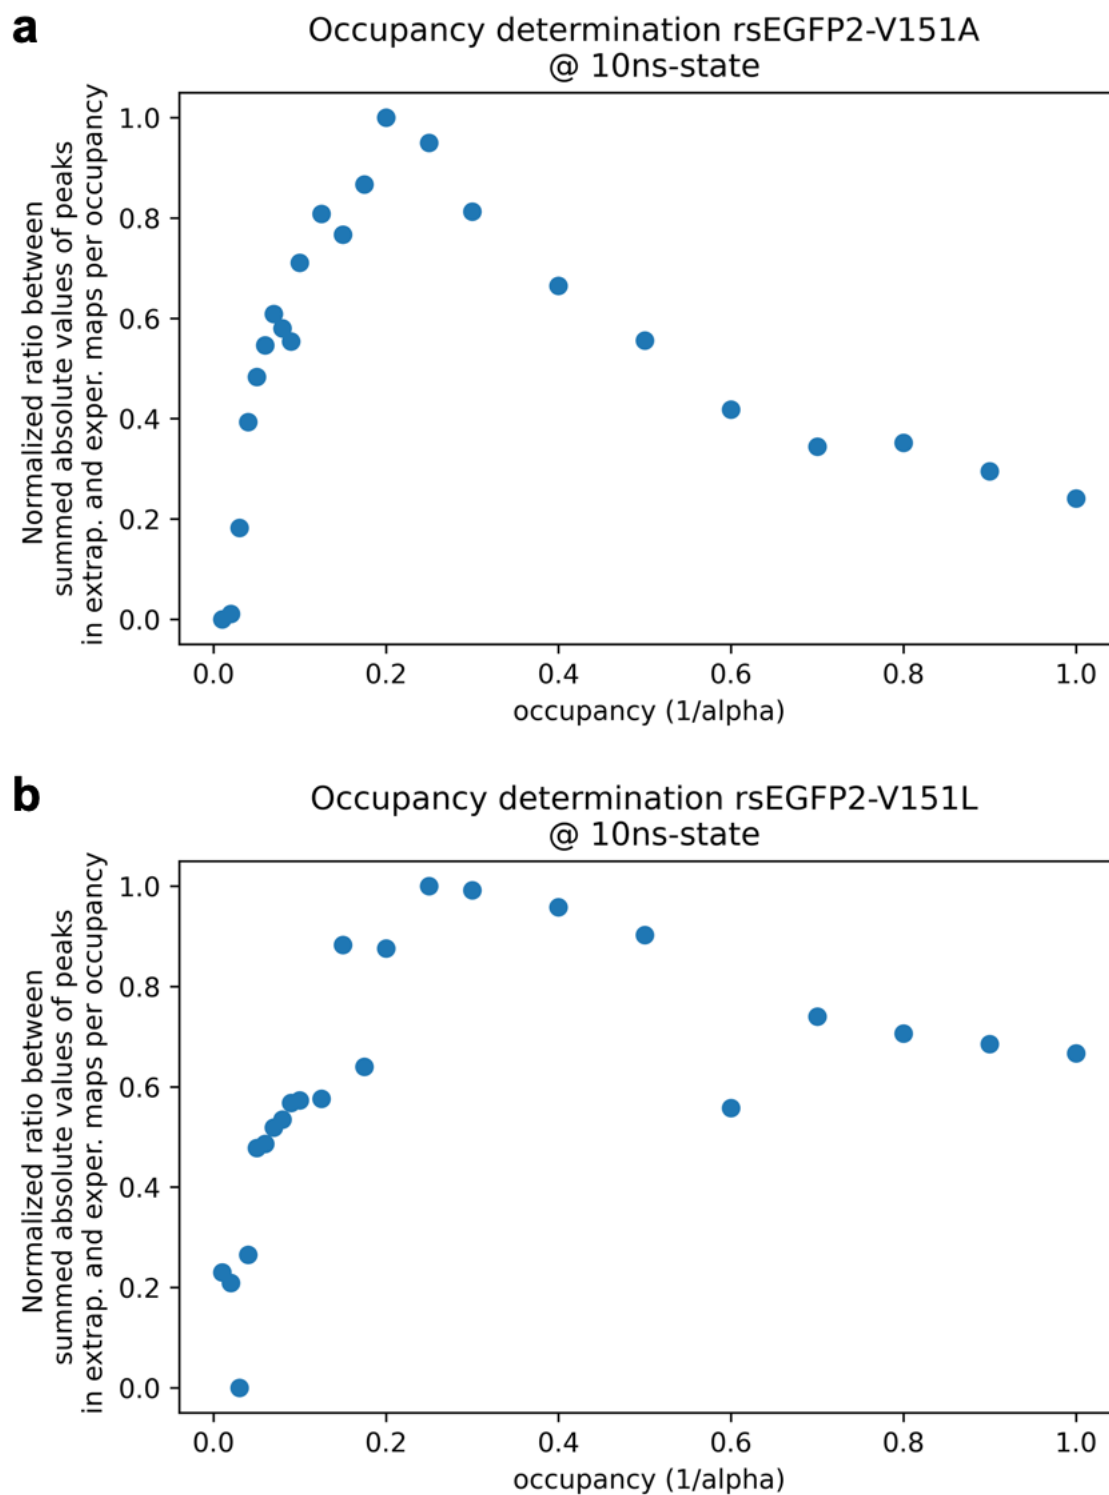 a
Occupancy determination rsEGFP2-V151A
@ 10ns-state
Normalized ratio between
summed absolute values of peaks
in extrap. and exper. maps per occupancy
1.0
0.8
0.6
0.4
0.2
0.0
0.0 0.2 0.4 0.6 0.8 1.0
occupancy (1/alpha)
b
Occupancy determination rsEGFP2-V151L
@ 10ns-state
Normalized ratio between
summed absolute values of peaks
in extrap. and exper. maps per occupancy
1.0
0.8
0.6
0.4
0.2
0.0
0.0 0.2 0.4 0.6 0.8 1.0
occupancy (1/alpha)